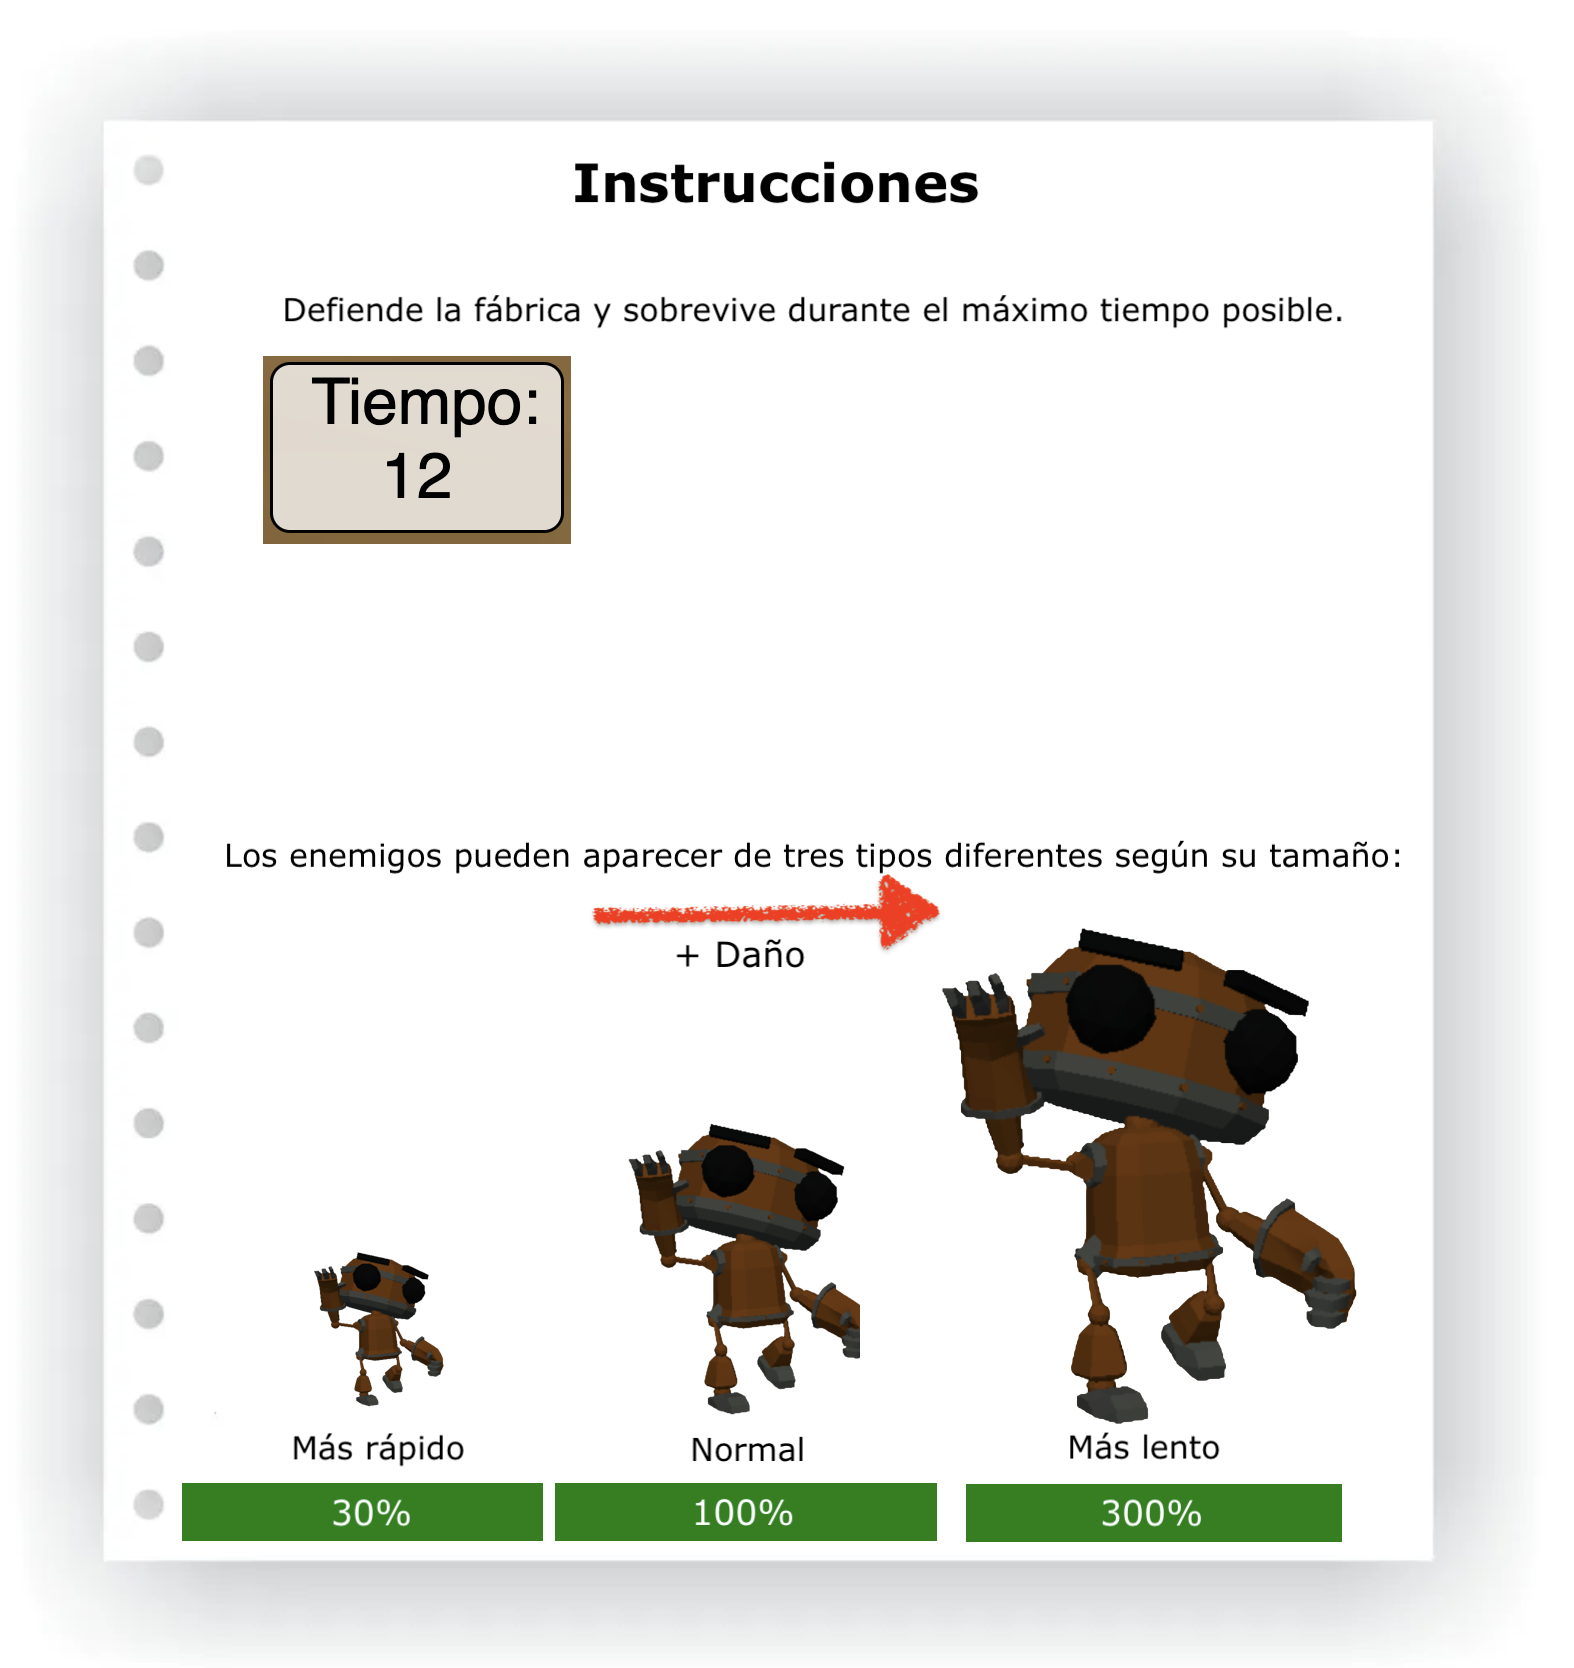 Instrucciones
Defiende la fábrica y sobrevive durante el máximo tiempo posible.
Tiempo:
12
Los enemigos pueden aparecer de tres tipos diferentes según su tamaño:
+ Daño
Más rápido
Normal
Más lento
30%
100%
300%